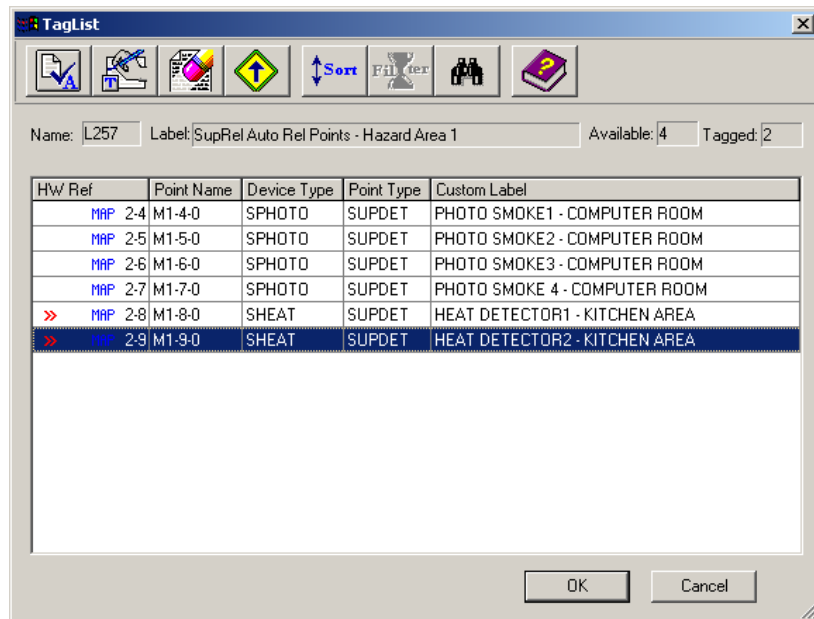 TagList
A T Sort Filter ?
Name: L257 Label: SupRel Auto Rel Points - Hazard Area 1 Available: 4 Tagged: 2
HW Ref Point Name Device Type Point Type Custom Label
MAP 2-4 M1-4-0 SPHOTO SUPDET PHOTO SMOKE1 - COMPUTER ROOM
MAP 2-5 M1-5-0 SPHOTO SUPDET PHOTO SMOKE2 - COMPUTER ROOM
MAP 2-6 M1-6-0 SPHOTO SUPDET PHOTO SMOKE3 - COMPUTER ROOM
MAP 2-7 M1-7-0 SPHOTO SUPDET PHOTO SMOKE 4 - COMPUTER ROOM
» MAP 2-8 M1-8-0 SHEAT SUPDET HEAT DETECTOR1 - KITCHEN AREA
» MAP 2-9 M1-9-0 SHEAT SUPDET HEAT DETECTOR2 - KITCHEN AREA
OK Cancel